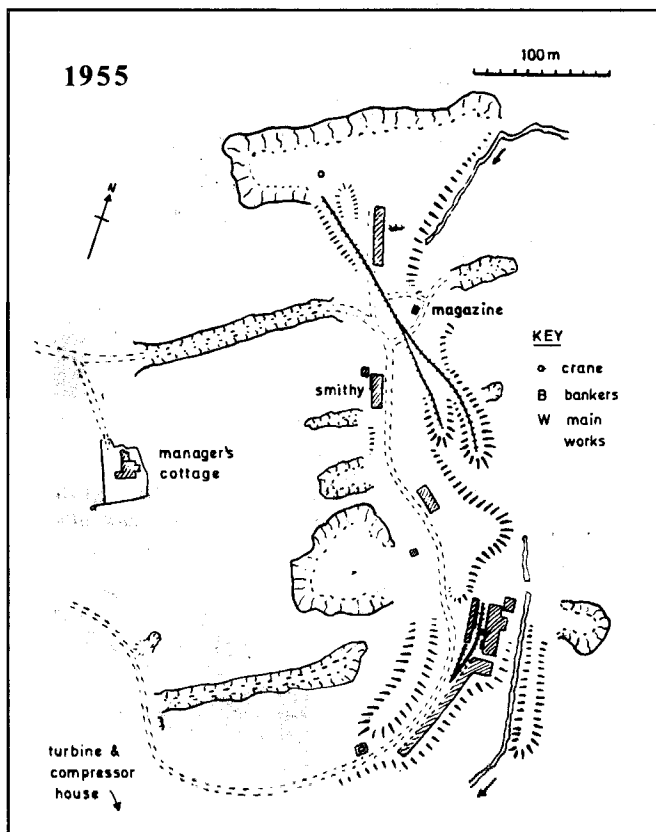 1955
100m
N
magazine
KEY
o crane
B bankers
W main
works
smithy
manager's
cottage
turbine &
compressor
house